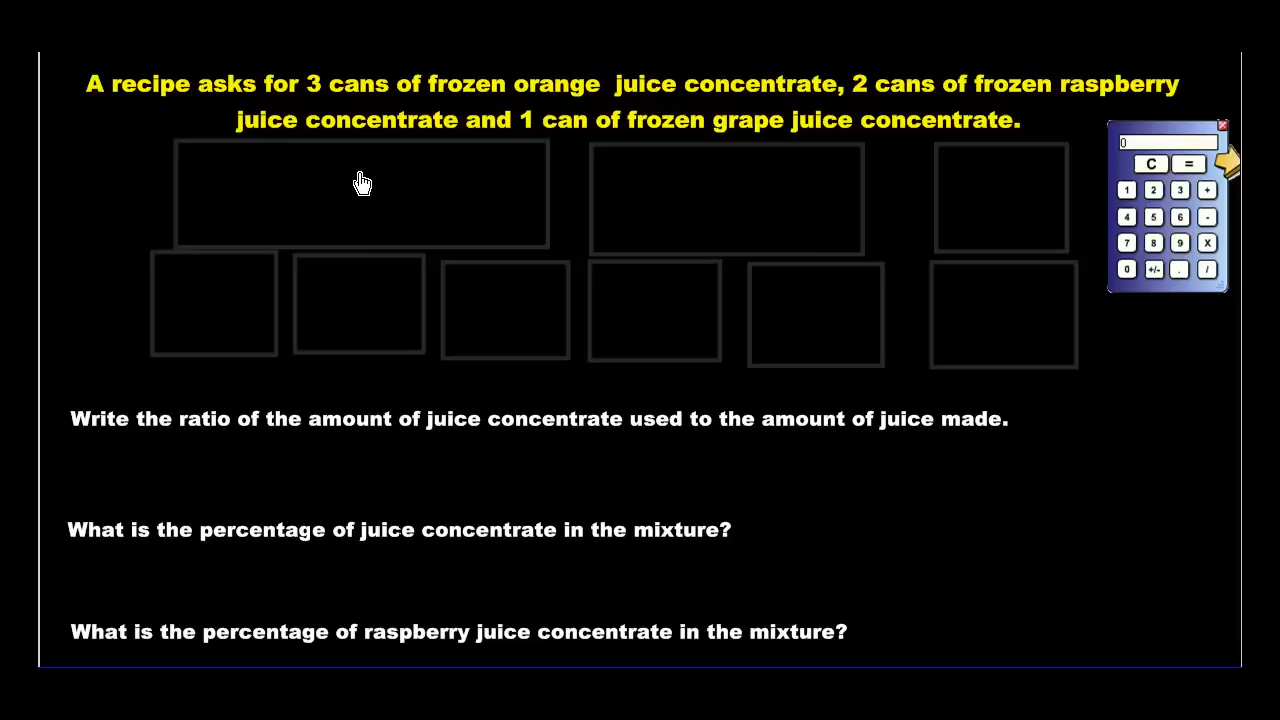 A recipe asks for 3 cans of frozen orange juice concentrate, 2 cans of frozen raspberry
juice concentrate and 1 can of frozen grape juice concentrate.
0
C =
1 2 3 +
4 5 6 -
7 8 9 X
0 +/- . /
Write the ratio of the amount of juice concentrate used to the amount of juice made.
What is the percentage of juice concentrate in the mixture?
What is the percentage of raspberry juice concentrate in the mixture?